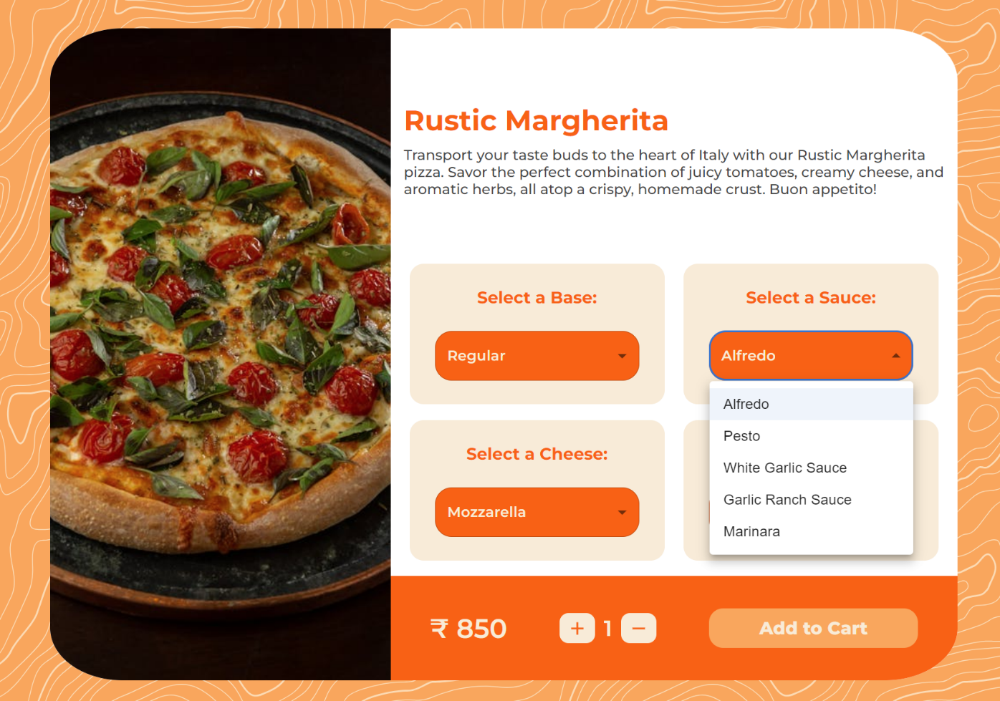 Rustic Margherita
Transport your taste buds to the heart of Italy with our Rustic Margherita
pizza. Savor the perfect combination of juicy tomatoes, creamy cheese, and
aromatic herbs, all atop a crispy, homemade crust. Buon appetito!
Select a Base:
Regular
Select a Sauce:
Alfredo
Alfredo
Pesto
White Garlic Sauce
Garlic Ranch Sauce
Marinara
Select a Cheese:
Mozzarella
₹ 850
+ 1 −
Add to Cart